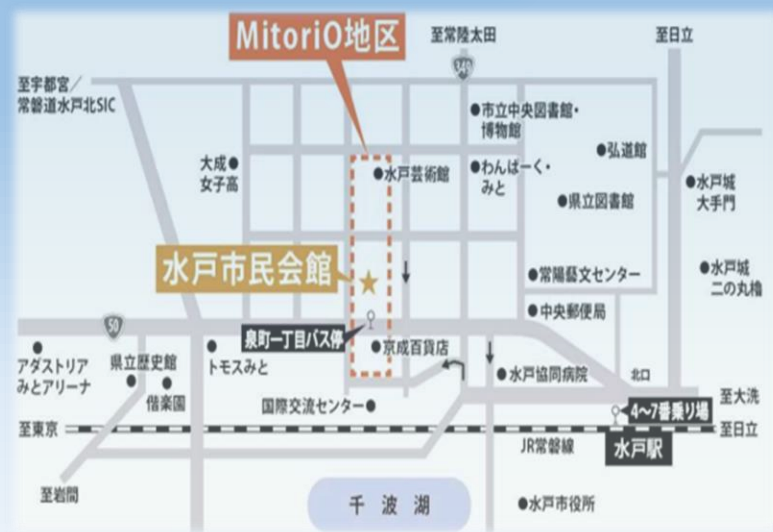 MitoriO地区
至常陸太田
至日立
349
至宇都宮／
常磐道水戸北SIC
市立中央図書館・
博物館
弘道館
大成
女子高
水戸芸術館
わんぱーく・
みと
県立図書館
水戸城
大手門
水戸市民会館
常陽藝文センター
水戸城
二の丸櫓
中央郵便局
50
泉町一丁目バス停
京成百貨店
アダストリア
みとアリーナ
県立歴史館
偕楽園
トモスみと
水戸協同病院
北口
至大洗
国際交流センター
4〜7番乗り場
至東京
JR常磐線
水戸駅
至日立
至岩間
千波湖
水戸市役所